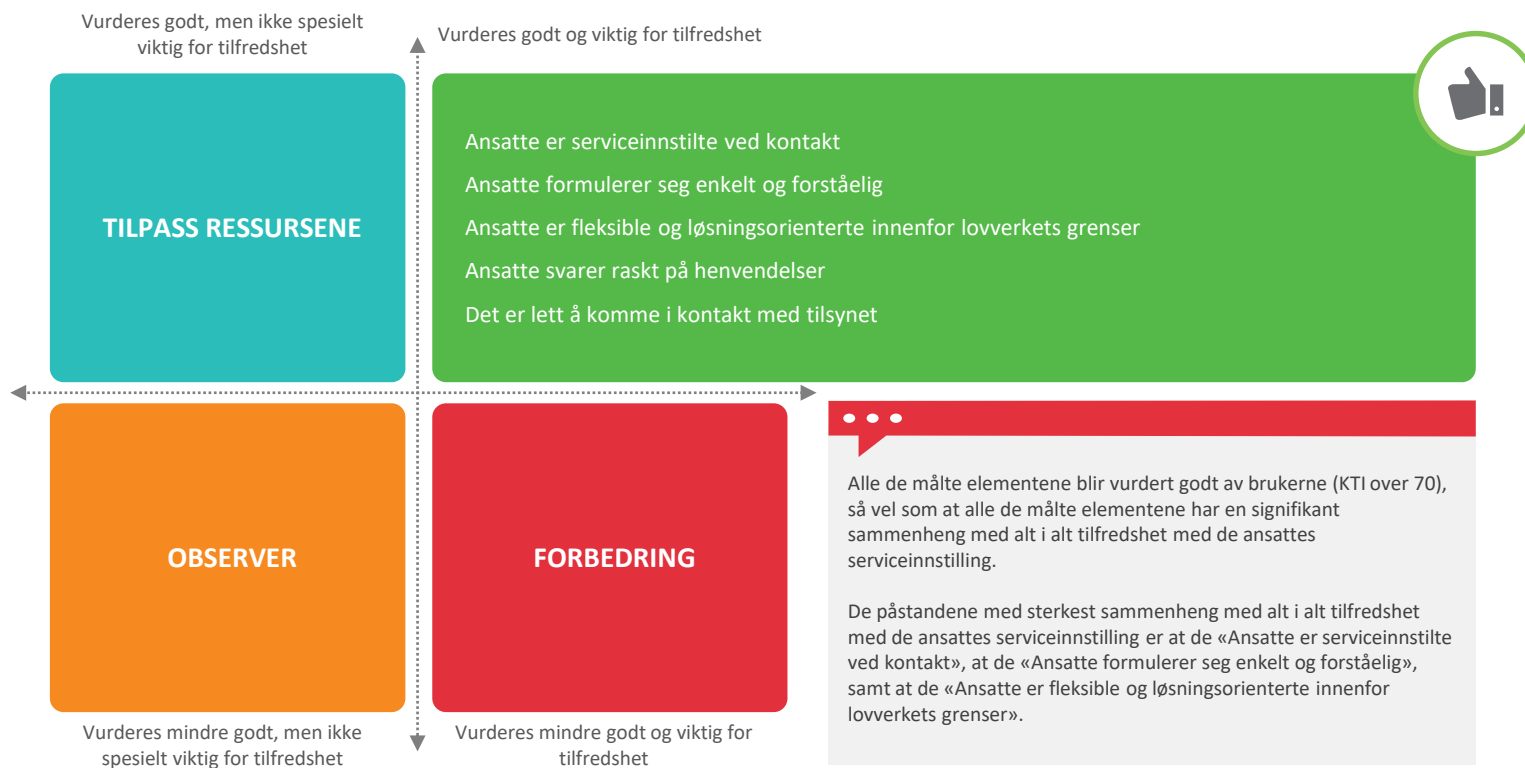 Vurderes godt, men ikke spesielt
viktig for tilfredshet
Vurderes godt og viktig for tilfredshet
TILPASS RESSURSENE
Ansatte er serviceinnstilte ved kontakt
Ansatte formulerer seg enkelt og forståelig
Ansatte er fleksible og løsningsorienterte innenfor lovverkets grenser
Ansatte svarer raskt på henvendelser
Det er lett å komme i kontakt med tilsynet
OBSERVER
FORBEDRING
Alle de målte elementene blir vurdert godt av brukerne (KTI over 70),
så vel som at alle de målte elementene har en signifikant
sammenheng med alt i alt tilfredshet med de ansattes
serviceinnstilling.
De påstandene med sterkest sammenheng med alt i alt tilfredshet
med de ansattes serviceinnstilling er at de «Ansatte er serviceinnstilte
ved kontakt», at de «Ansatte formulerer seg enkelt og forståelig»,
samt at de «Ansatte er fleksible og løsningsorienterte innenfor
lovverkets grenser».
Vurderes mindre godt, men ikke
spesielt viktig for tilfredshet
Vurderes mindre godt og viktig for
tilfredshet